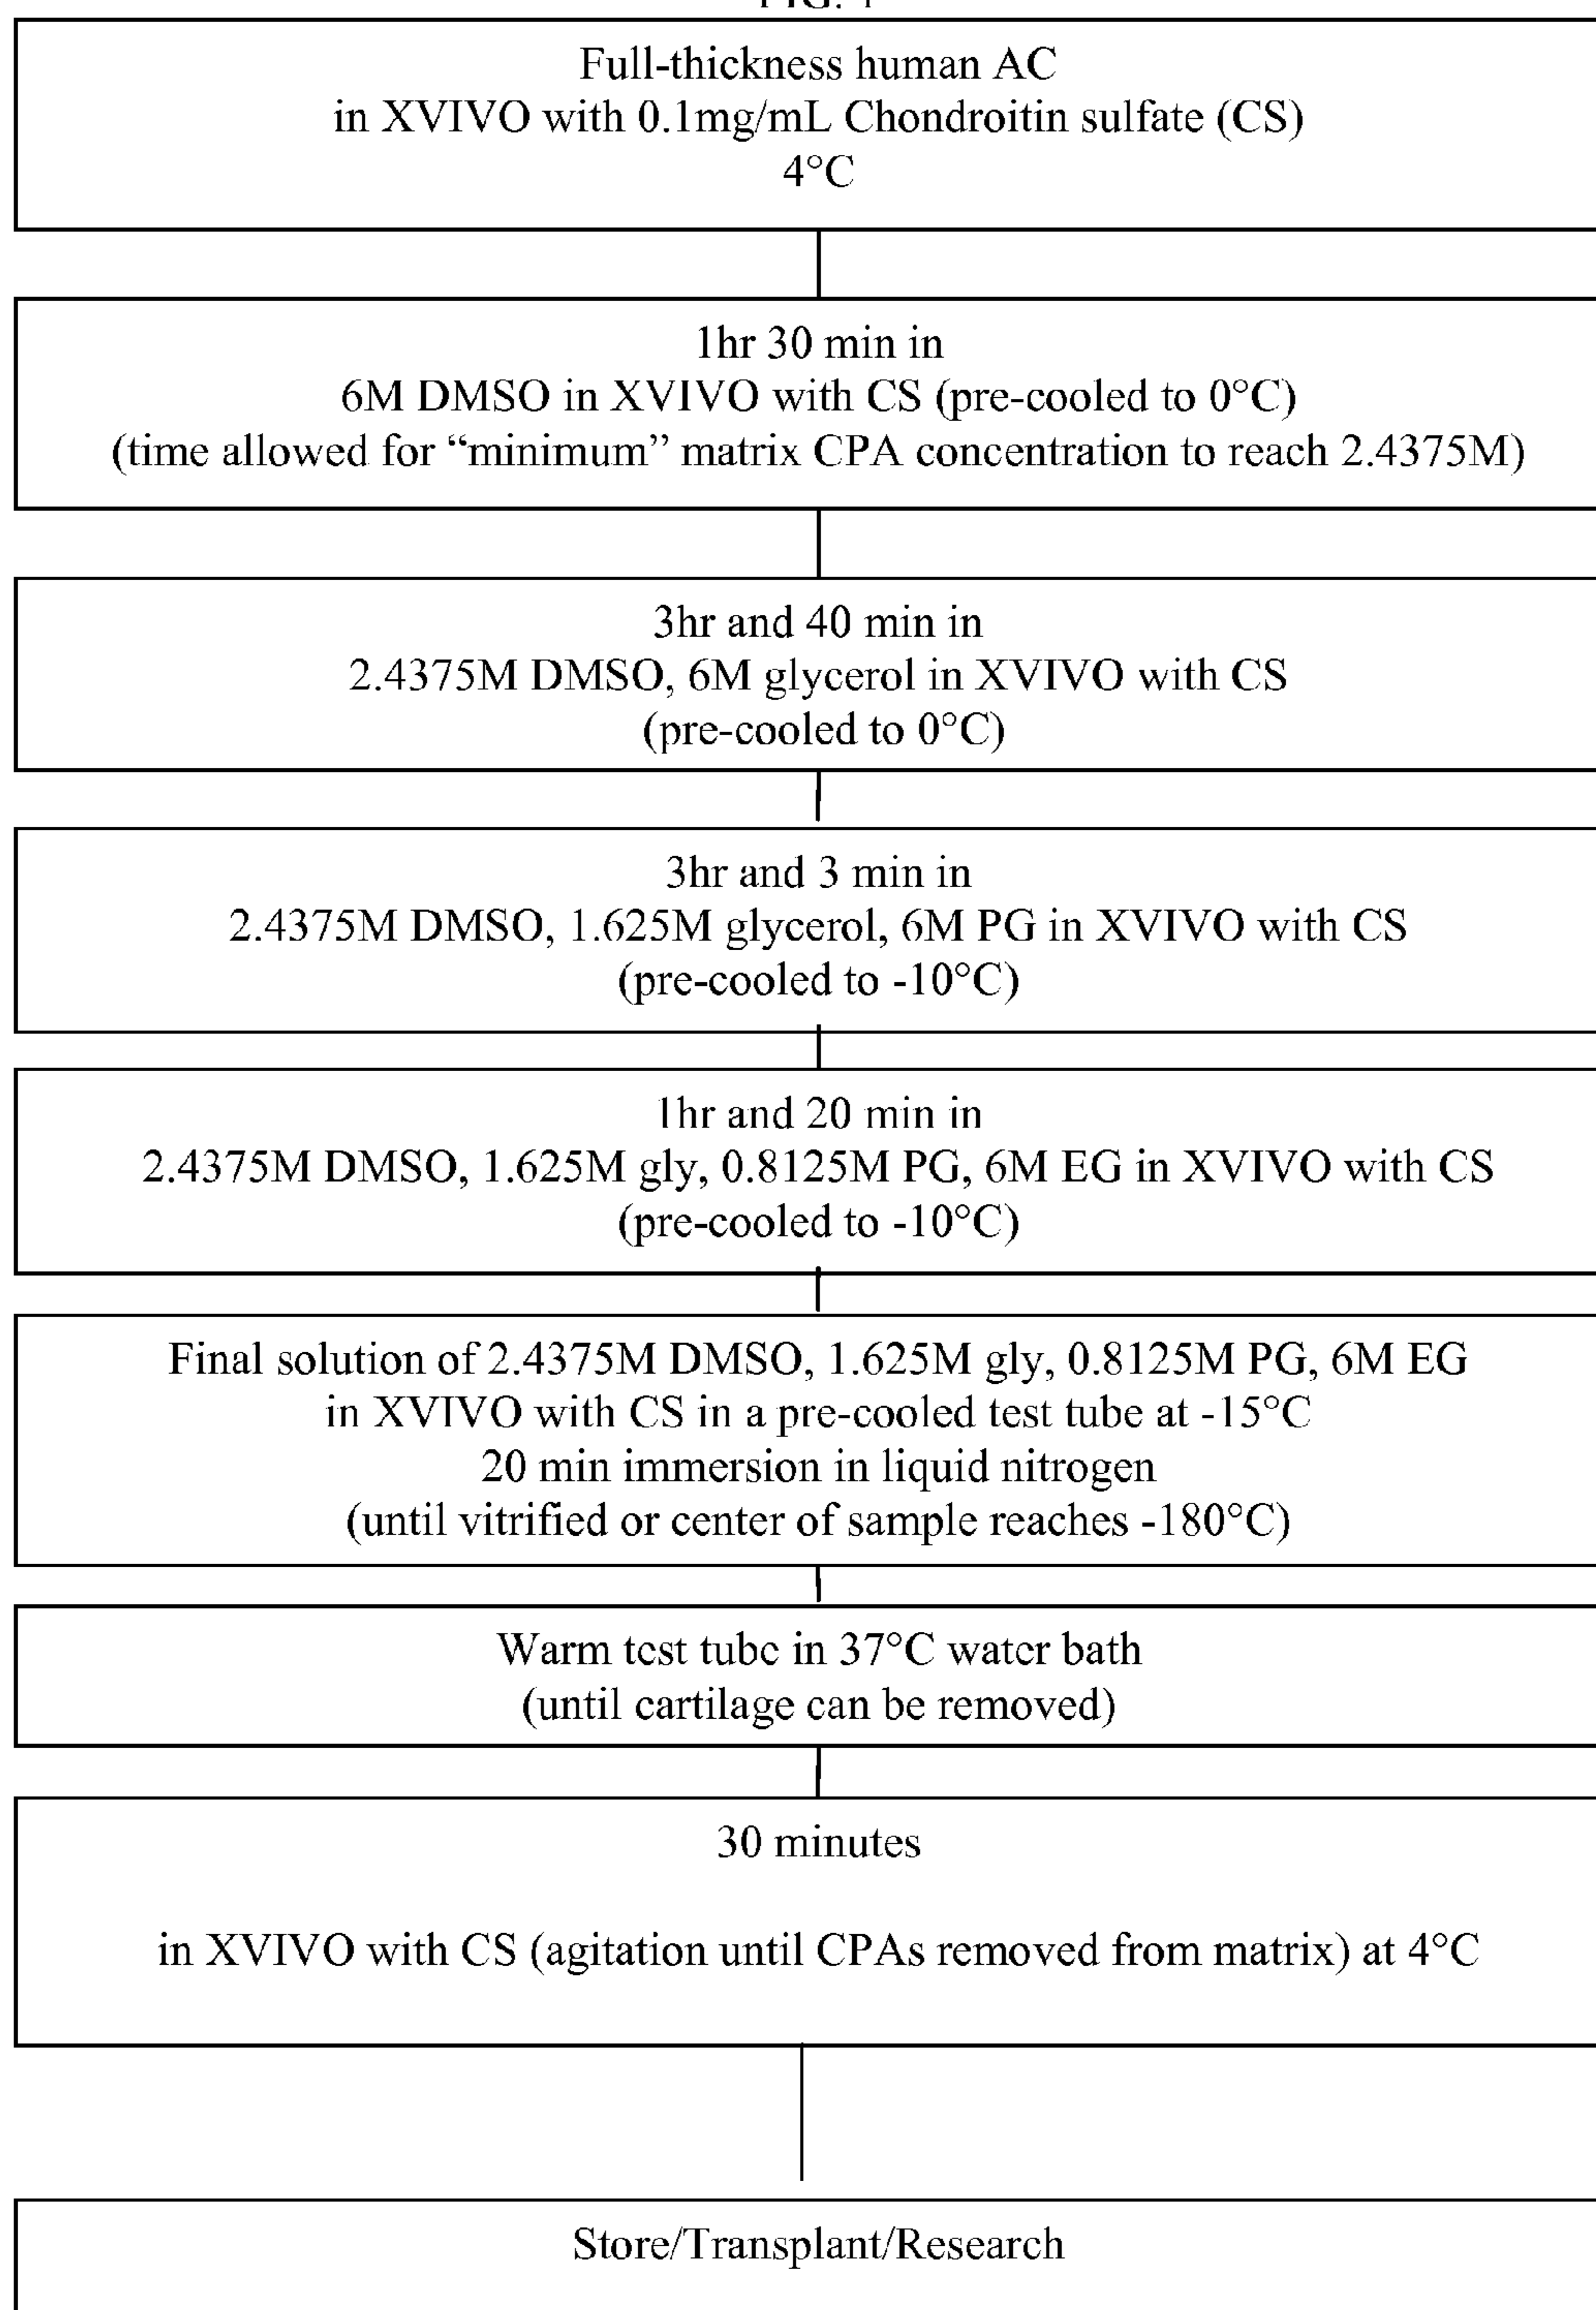 Full-thickness human AC
in XVIVO with 0.1mg/mL Chondroitin sulfate (CS)
4°C
1hr 30 min in
6M DMSO in XVIVO with CS (pre-cooled to 0°C)
(time allowed for “minimum” matrix CPA concentration to reach 2.4375M)
3hr and 40 min in
2.4375M DMSO, 6M glycerol in XVIVO with CS
(pre-cooled to 0°C)
3hr and 3 min in
2.4375M DMSO, 1.625M glycerol, 6M PG in XVIVO with CS
(pre-cooled to -10°C)
1hr and 20 min in
2.4375M DMSO, 1.625M gly, 0.8125M PG, 6M EG in XVIVO with CS
(pre-cooled to -10°C)
Final solution of 2.4375M DMSO, 1.625M gly, 0.8125M PG, 6M EG
in XVIVO with CS in a pre-cooled test tube at -15°C
20 min immersion in liquid nitrogen
(until vitrified or center of sample reaches -180°C)
Warm test tube in 37°C water bath
(until cartilage can be removed)
30 minutes
in XVIVO with CS (agitation until CPAs removed from matrix) at 4°C
Store/Transplant/Research